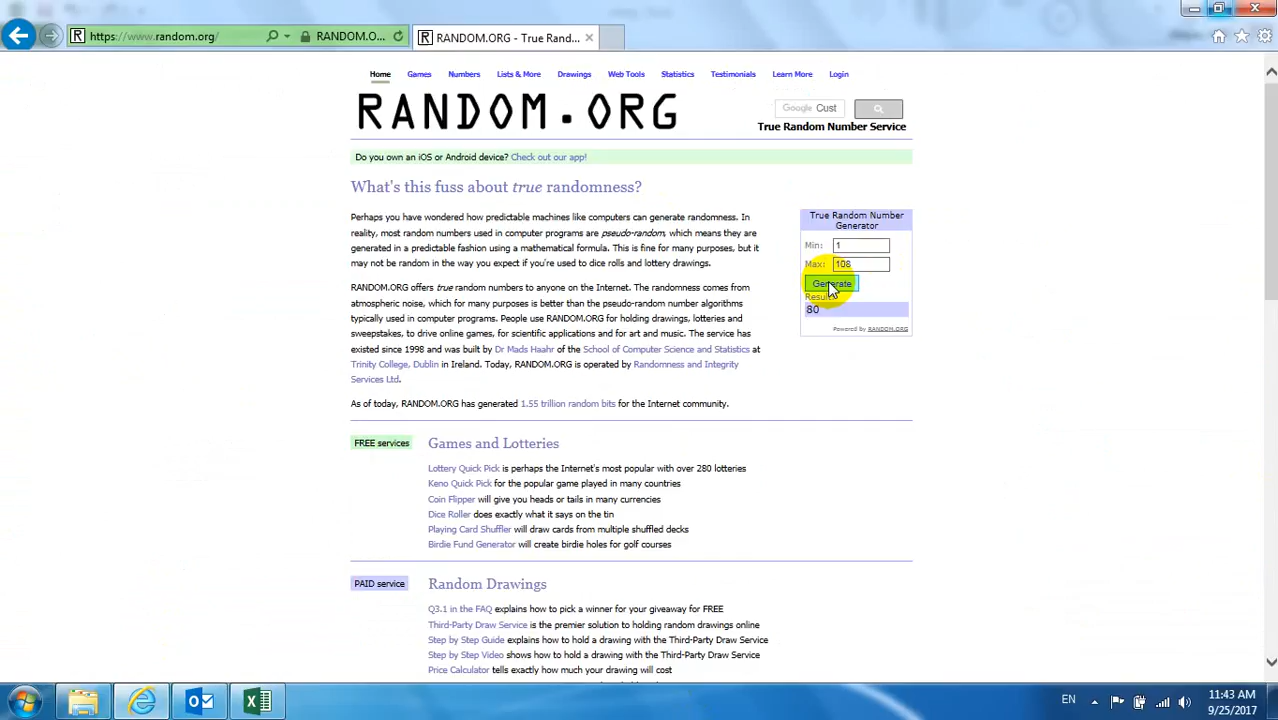 https://www.random.org/
RANDOM.O...
RANDOM.ORG - True Rand...
Home Games Numbers Lists & More Drawings Web Tools Statistics Testimonials Learn More Login
RANDOM.ORG
Google Cust
True Random Number Service
Do you own an iOS or Android device? Check out our app!
What's this fuss about true randomness?
Perhaps you have wondered how predictable machines like computers can generate randomness. In
reality, most random numbers used in computer programs are pseudo-random, which means they are
generated in a predictable fashion using a mathematical formula. This is fine for many purposes, but it
may not be random in the way you expect if you're used to dice rolls and lottery drawings.
RANDOM.ORG offers true random numbers to anyone on the Internet. The randomness comes from
atmospheric noise, which for many purposes is better than the pseudo-random number algorithms
typically used in computer programs. People use RANDOM.ORG for holding drawings, lotteries and
sweepstakes, to drive online games, for scientific applications and for art and music. The service has
existed since 1998 and was built by Dr Mads Haahr of the School of Computer Science and Statistics at
Trinity College, Dublin in Ireland. Today, RANDOM.ORG is operated by Randomness and Integrity
Services Ltd.
As of today, RANDOM.ORG has generated 1.55 trillion random bits for the Internet community.
True Random Number
Generator
Min: 1
Max: 108
Generate
Result:
80
Powered by RANDOM.ORG
FREE services
Games and Lotteries
Lottery Quick Pick is perhaps the Internet's most popular with over 280 lotteries
Keno Quick Pick for the popular game played in many countries
Coin Flipper will give you heads or tails in many currencies
Dice Roller does exactly what it says on the tin
Playing Card Shuffler will draw cards from multiple shuffled decks
Birdie Fund Generator will create birdie holes for golf courses
PAID service
Random Drawings
Q3.1 in the FAQ explains how to pick a winner for your giveaway for FREE
Third-Party Draw Service is the premier solution to holding random drawings online
Step by Step Guide explains how to hold a drawing with the Third-Party Draw Service
Step by Step Video shows how to hold a drawing with the Third-Party Draw Service
Price Calculator tells exactly how much your drawing will cost
EN
11:43 AM
9/25/2017